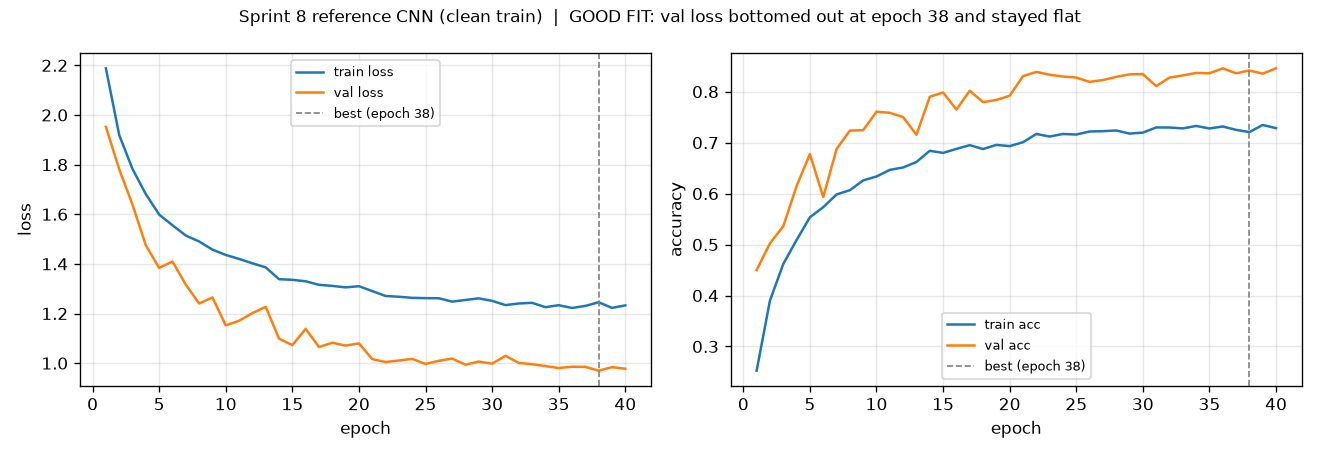 Sprint 8 reference CNN (clean train) | GOOD FIT: val loss bottomed out at epoch 38 and stayed flat
2.2
2.0
1.8
1.6
1.4
1.2
1.0
loss
0 5 10 15 20 25 30 35 40
epoch
train loss
val loss
best (epoch 38)
0.8
0.7
0.6
0.5
0.4
0.3
accuracy
0 5 10 15 20 25 30 35 40
epoch
train acc
val acc
best (epoch 38)